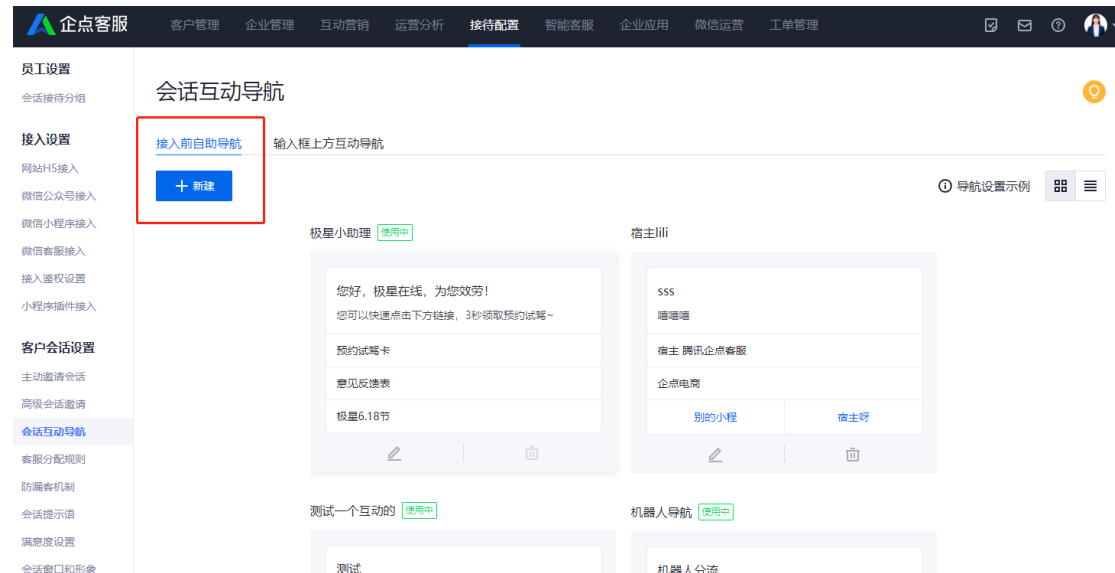 企点客服 客户管理 企业管理 互动营销 运营分析 接待配置 智能客服 企业应用 微信运营 工单管理
员工设置
会话接待分组
接入设置
网站H5接入
微信公众号接入
微信小程序接入
微信客服接入
接入鉴权设置
小程序插件接入
客户会话设置
主动邀请会话
高级会话邀请
会话互动导航
客服分配规则
防漏客机制
会话提示语
满意度设置
会话窗口和形象
会话互动导航
接入前自助导航 输入框上方互动导航
新建
导航设置示例
极星小助理 使用中
您好，极星在线，为您效劳！
您可以快速点击下方链接，3秒领取预约试驾~
预约试驾卡
意见反馈表
极星6.18节
宿主lili
sss
嘻嘻嘻
宿主 腾讯企点客服
企点电商
别的小程 宿主呀
测试一个互动的 使用中
测试
机器人导航 使用中
机器人分流